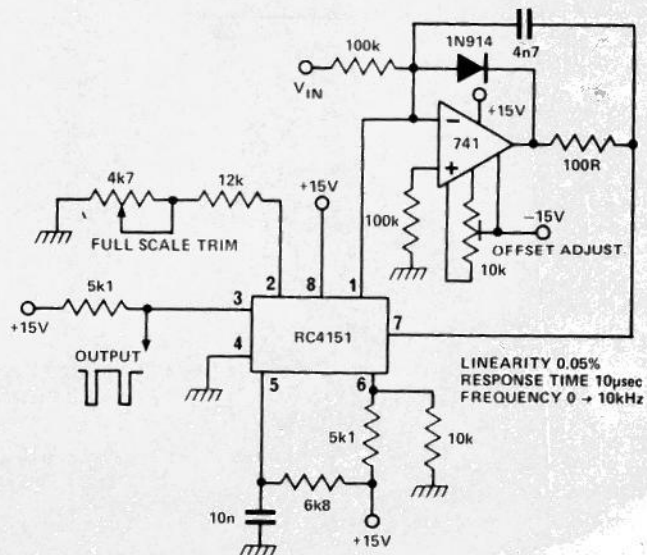 100k
1N914
4n7
VIN
+15V
741
−
+
100R
4k7
12k
+15V
100k
−15V
FULL SCALE TRIM
OFFSET ADJUST
10k
5k1
+15V
2
8
1
3
4
RC4151
7
OUTPUT
5
6
LINEARITY 0.05%
RESPONSE TIME 10μsec
FREQUENCY 0 → 10kHz
5k1
10k
6k8
10n
+15V